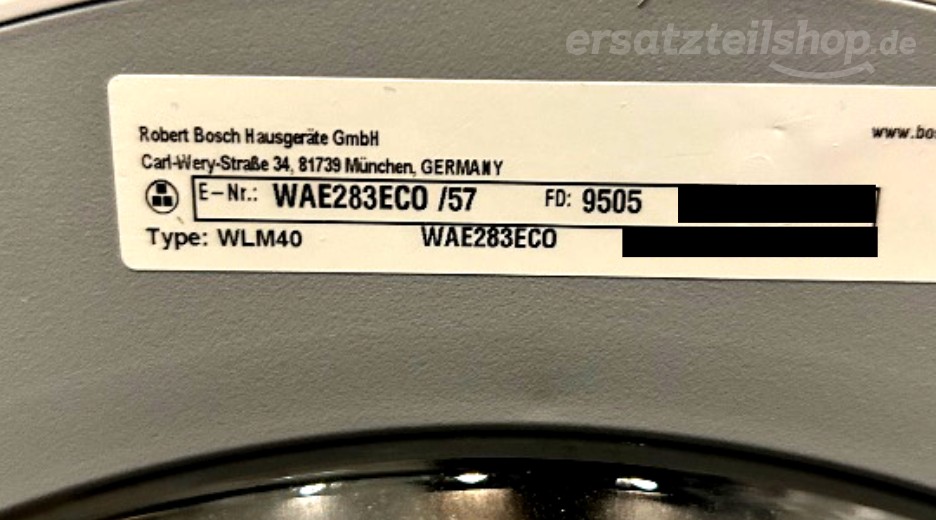 ersatzteilshop.de
Robert Bosch Hausgeräte GmbH
www.bo
Carl-Wery-Straße 34, 81739 München, GERMANY
E-Nr.: WAE283ECO /57 FD: 9505
Type: WLM40 WAE283ECO